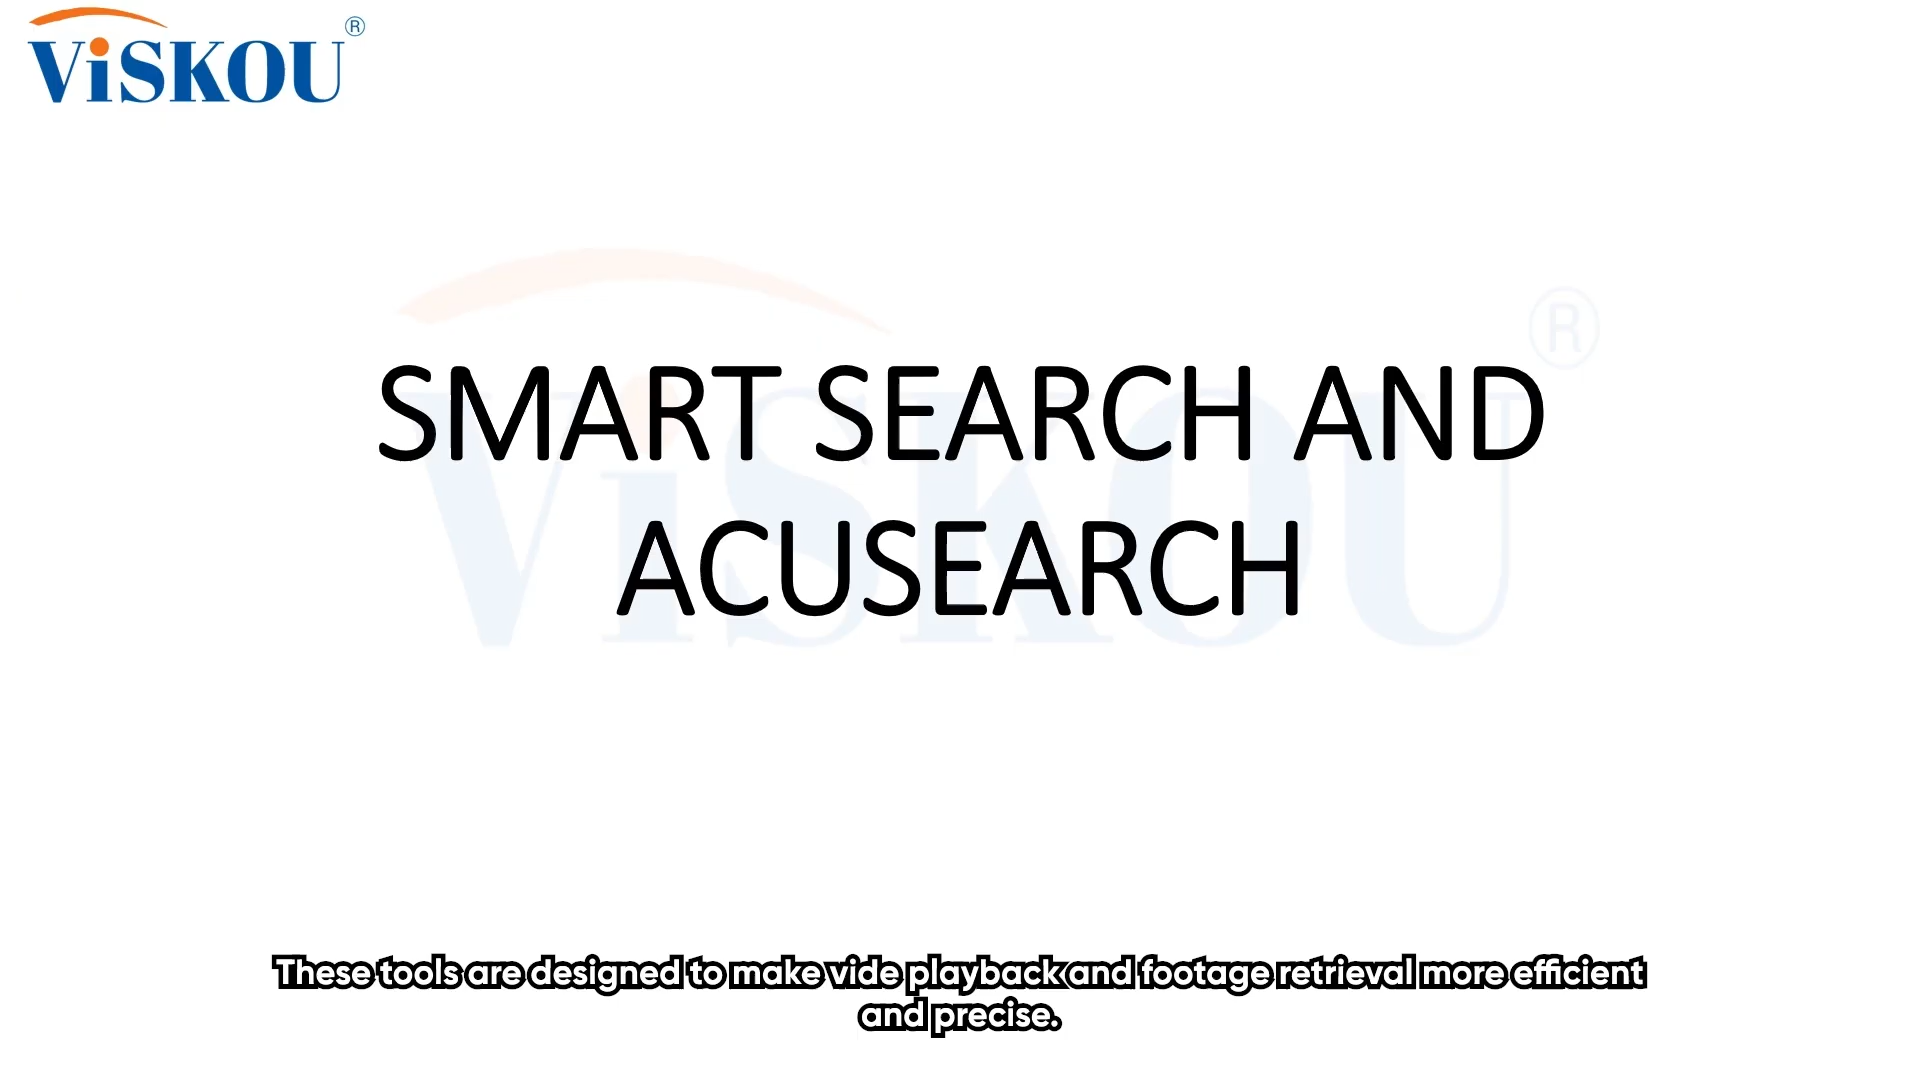 ViSKOU®
SMART SEARCH AND
ACUSEARCH
ViSKOU®
These tools are designed to make vide playback and footage retrieval more efficient
and precise.